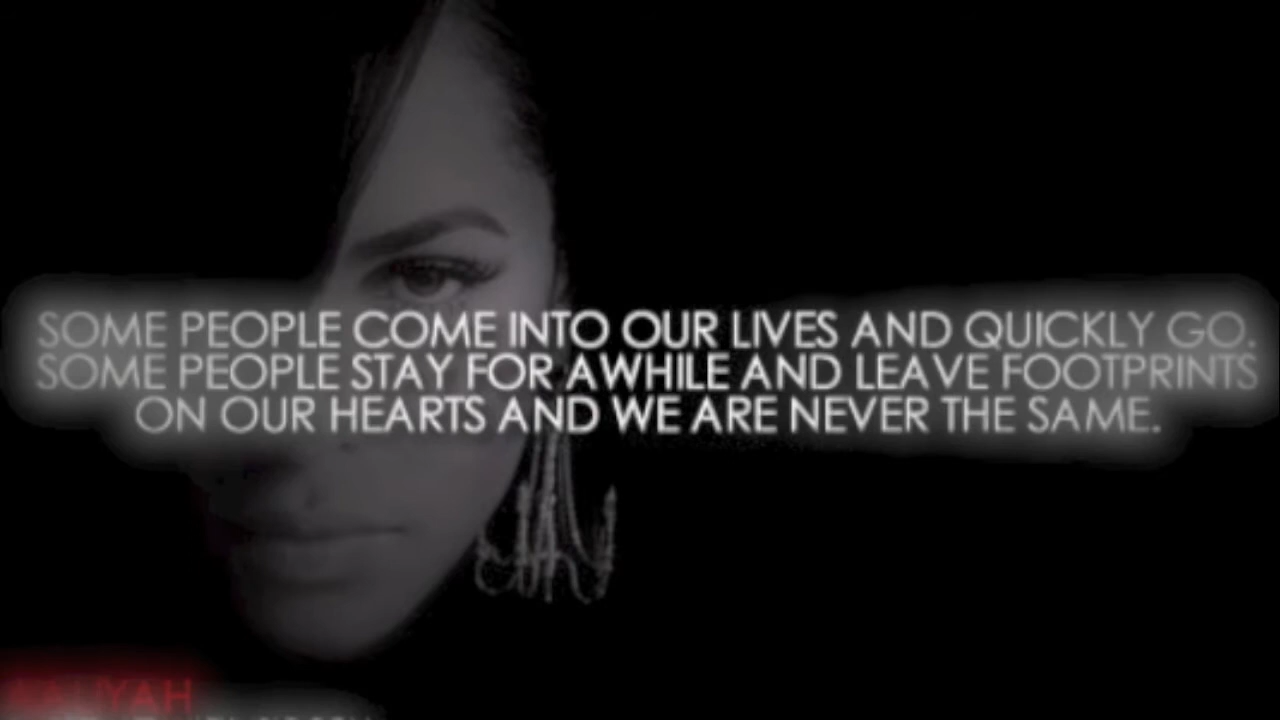 SOME PEOPLE COME INTO OUR LIVES AND QUICKLY GO.
SOME PEOPLE STAY FOR AWHILE AND LEAVE FOOTPRINTS
ON OUR HEARTS AND WE ARE NEVER THE SAME.